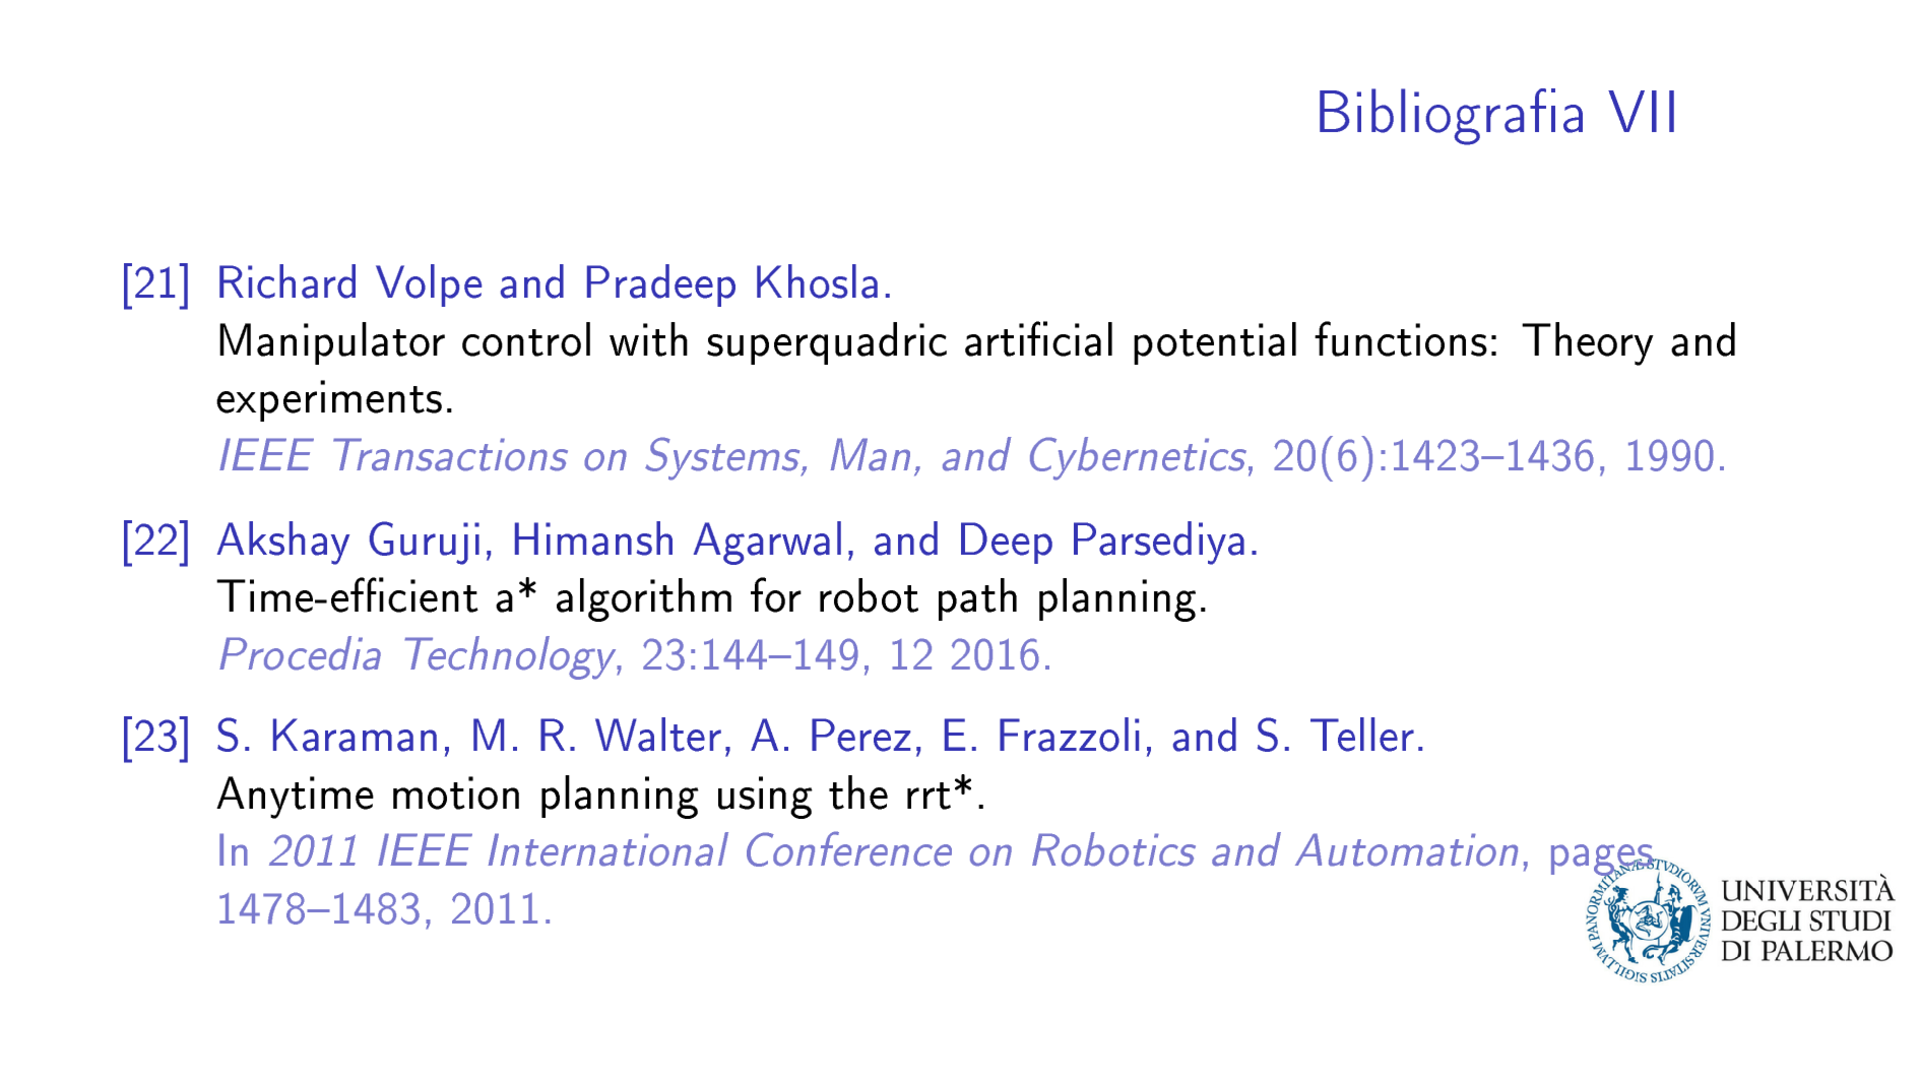 Bibliografia VII
[21] Richard Volpe and Pradeep Khosla.
Manipulator control with superquadric artificial potential functions: Theory and
experiments.
IEEE Transactions on Systems, Man, and Cybernetics, 20(6):1423–1436, 1990.
[22] Akshay Guruji, Himansh Agarwal, and Deep Parsediya.
Time-efficient a* algorithm for robot path planning.
Procedia Technology, 23:144–149, 12 2016.
[23] S. Karaman, M. R. Walter, A. Perez, E. Frazzoli, and S. Teller.
Anytime motion planning using the rrt*.
In 2011 IEEE International Conference on Robotics and Automation, pages
1478–1483, 2011.
UNIVERSITÀ
DEGLI STUDI
DI PALERMO
SIGILLVM PANORMITANÆ STVDIORVM VNIVERSITATIS